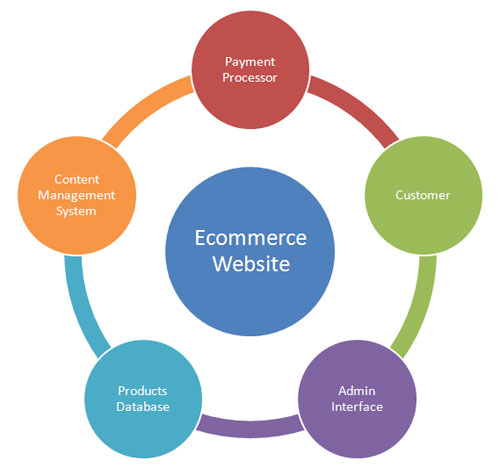 Payment
Processor
Content
Management
System
Customer
Ecommerce
Website
Products
Database
Admin
Interface